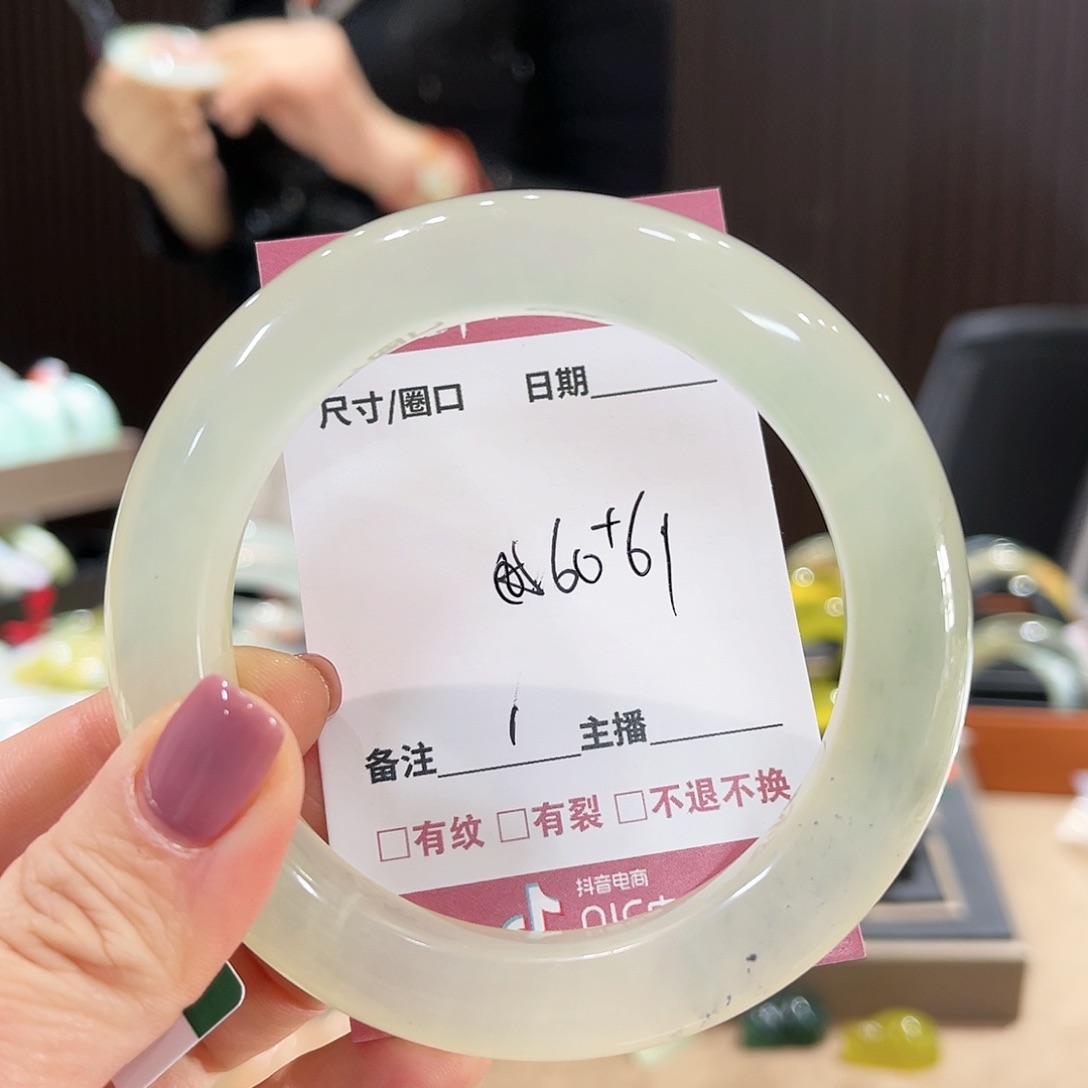 尺寸/圈口 日期
60+61
备注 1 主播
□有纹 □有裂 □不退不换
抖音电商
QIC